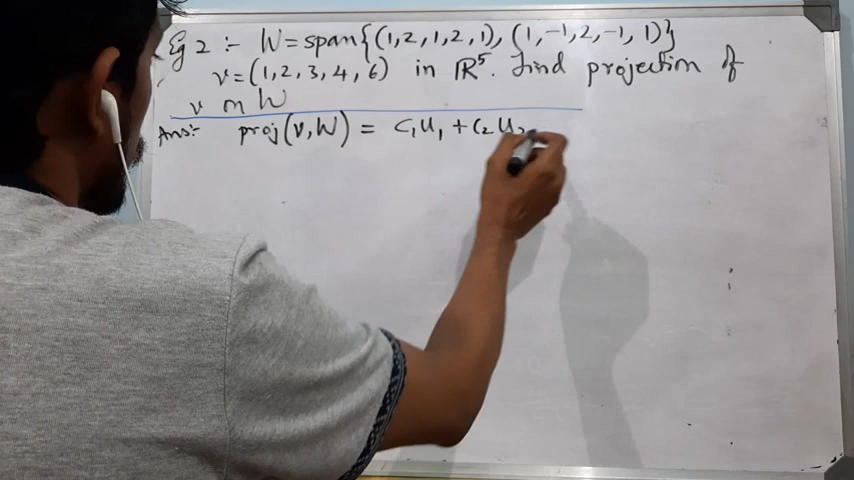 Eg 2 :- W = span{(1,2,1,2,1), (1,-1,2,-1,1)}
v = (1,2,3,4,6) in ℝ⁵. Find projection of
v on W
Ans:- proj(v,W) = c₁u₁ + c₂u₂